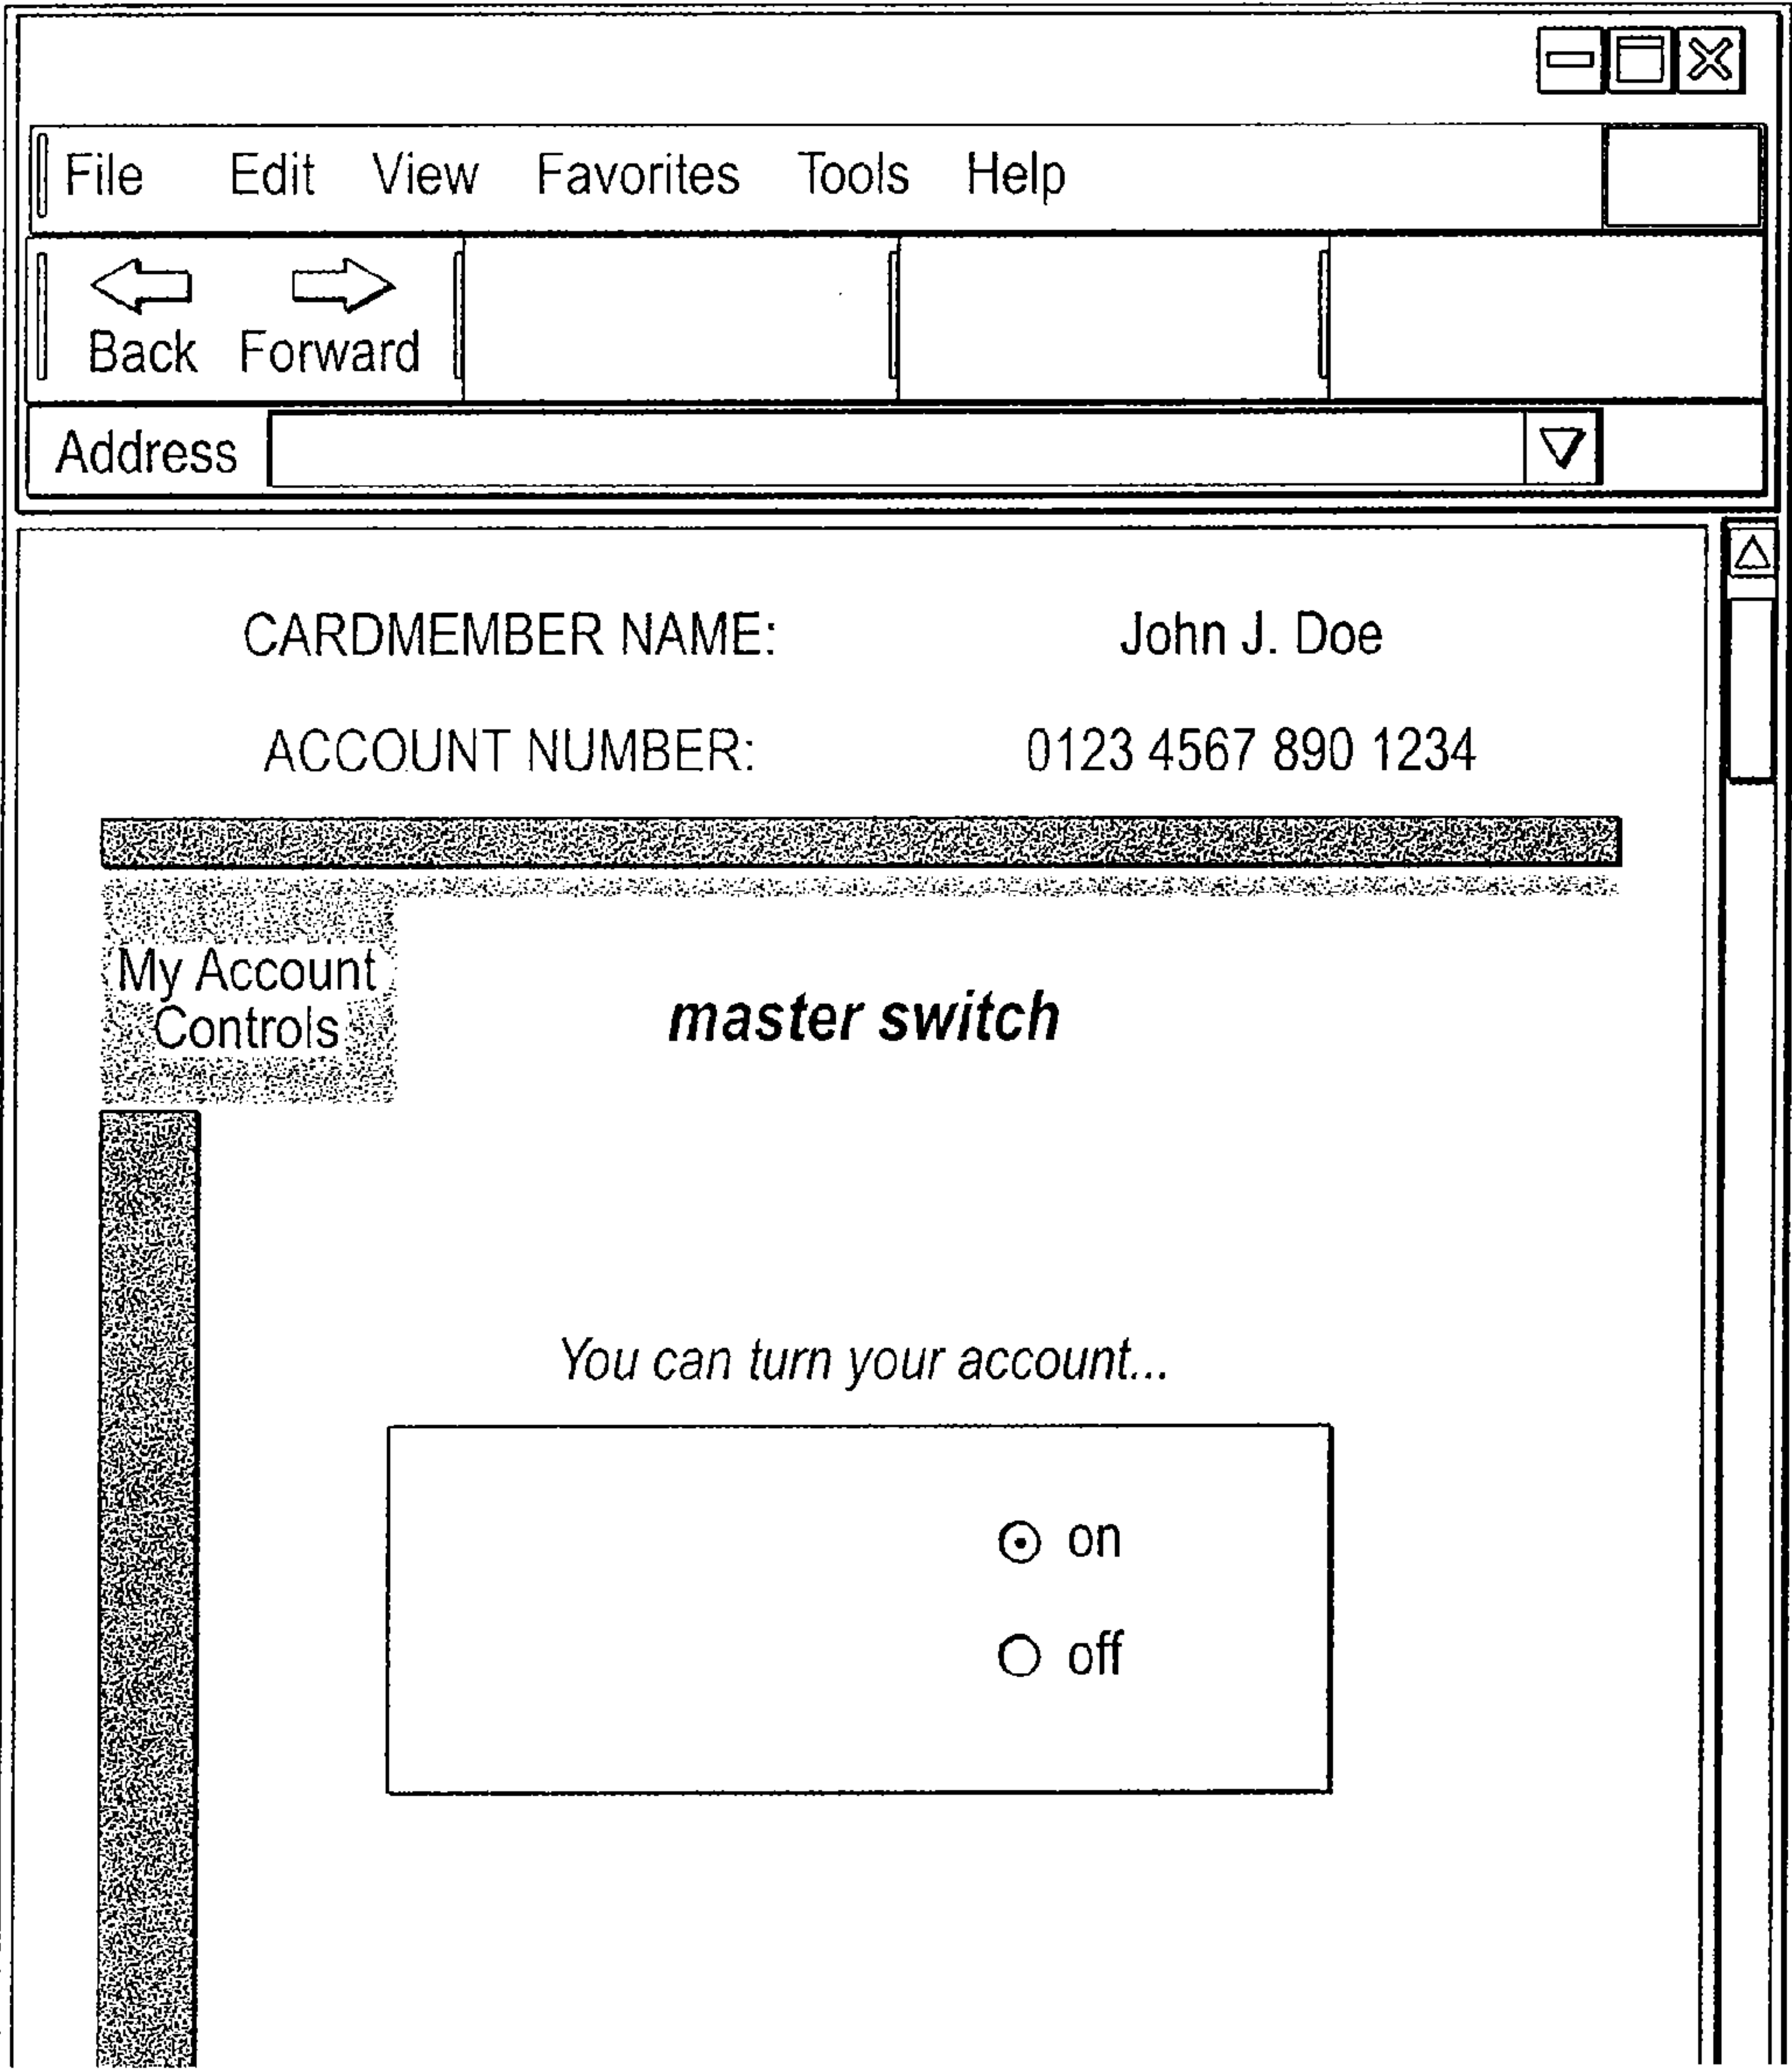 File Edit View Favorites Tools Help
Back Forward
Address
CARDMEMBER NAME: John J. Doe
ACCOUNT NUMBER: 0123 4567 890 1234
My Account
Controls
master switch
You can turn your account...
on
off